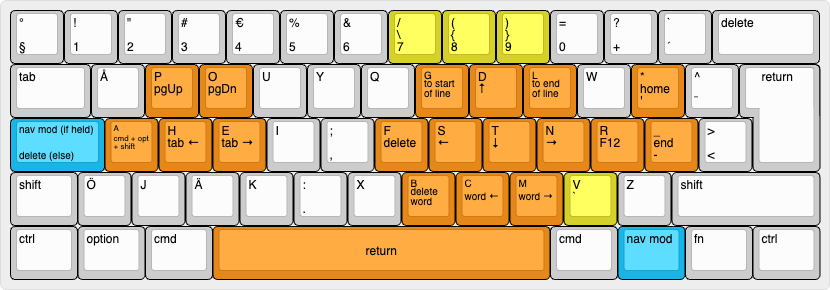 ° ! " # € % & / ( ) = ? ` delete
\ { }
§ 1 2 3 4 5 6 7 8 9 0 + ´
tab Å P O U Y Q G D L W * ^ return
pgUp pgDn to start ↑ to end home
of line of line ' ¨
nav mod (if held) A H E I ; F S T N R _ >
cmd + opt tab ← tab → delete ← ↓ → F12 end
+ shift
delete (else) , - <
shift Ö J Ä K : X B C M V Z shift
delete word ← word → `
word
.
ctrl option cmd return cmd nav mod fn ctrl